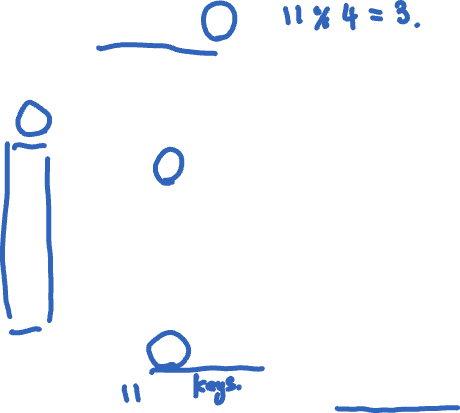 11 % 4 = 3.
11 keys.